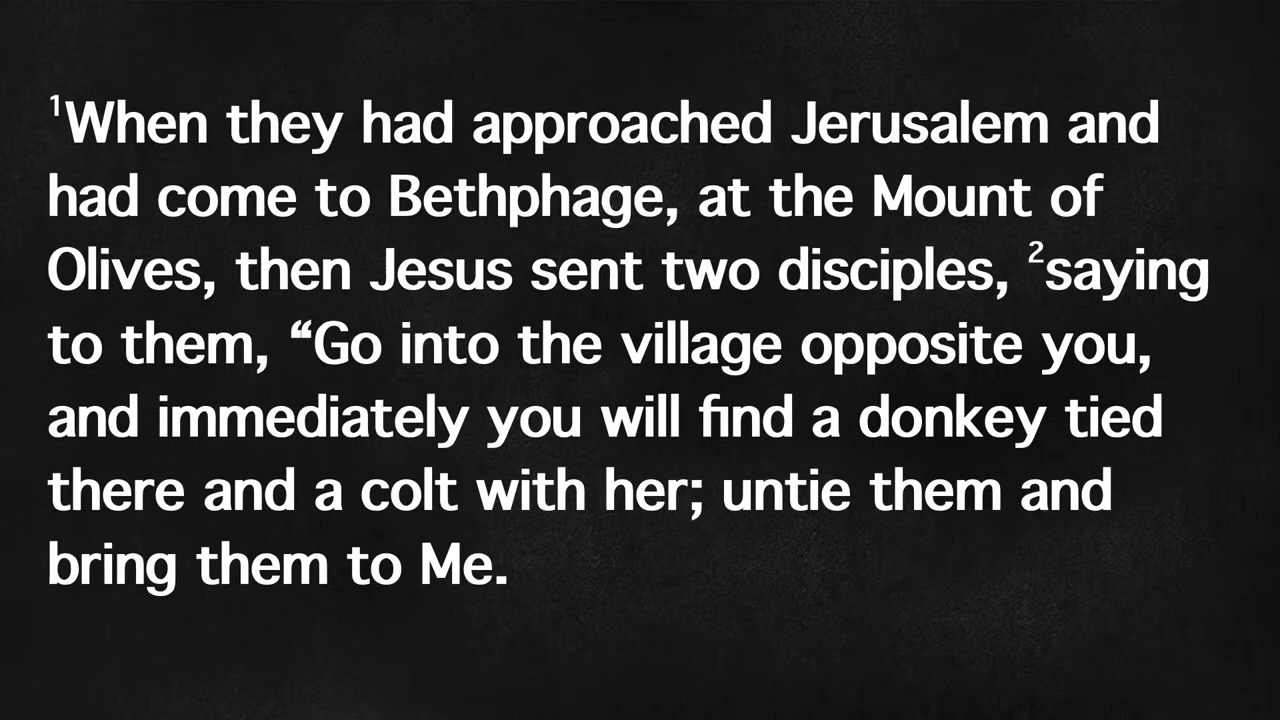 ¹When they had approached Jerusalem and
had come to Bethphage, at the Mount of
Olives, then Jesus sent two disciples, ²saying
to them, “Go into the village opposite you,
and immediately you will find a donkey tied
there and a colt with her; untie them and
bring them to Me.